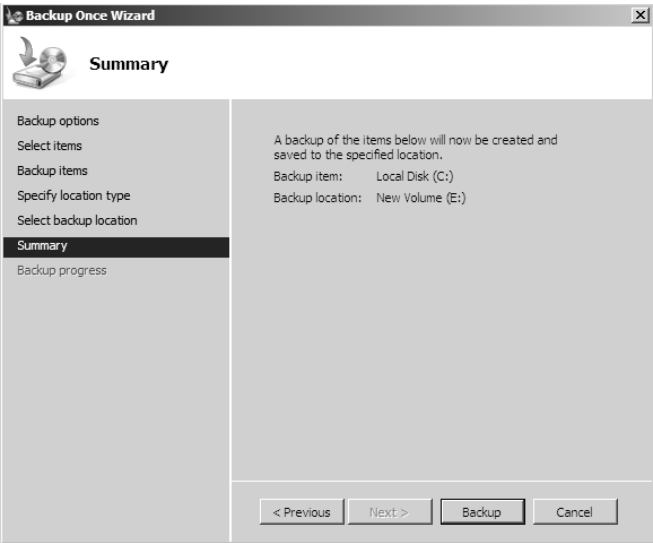 Backup Once Wizard
Summary
Backup options
Select items
Backup items
Specify location type
Select backup location
Summary
Backup progress
A backup of the items below will now be created and
saved to the specified location.
Backup item: Local Disk (C:)
Backup location: New Volume (E:)
< Previous Next > Backup Cancel